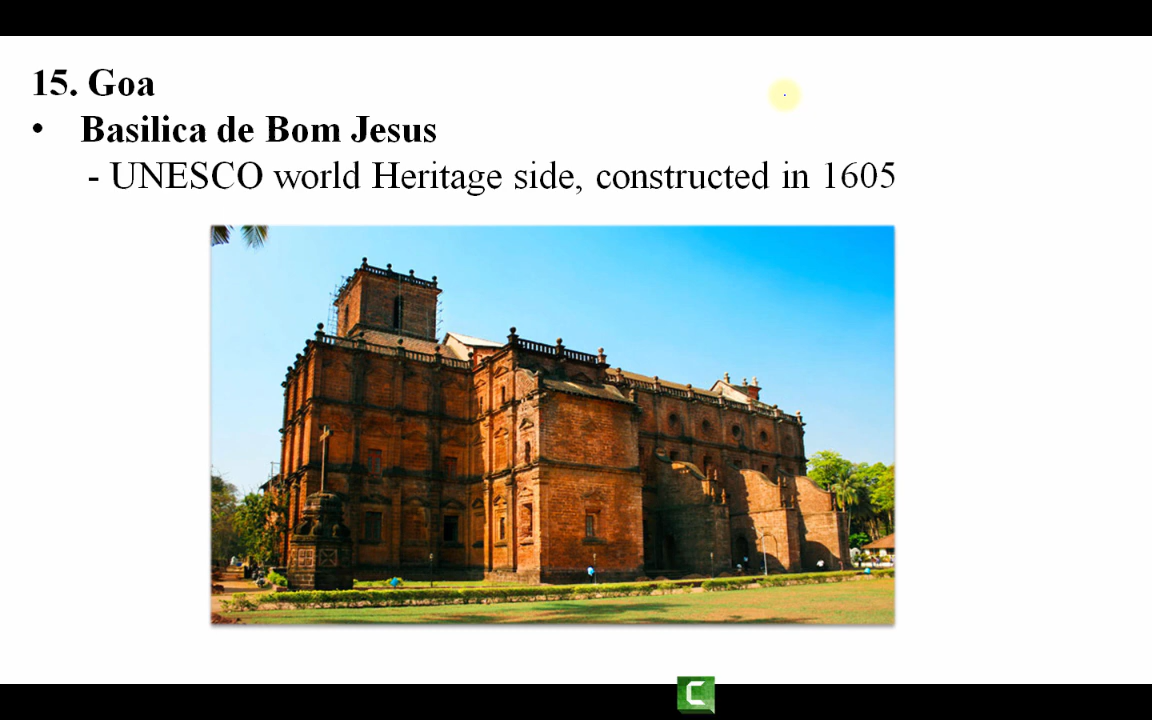 15. Goa
• Basilica de Bom Jesus
- UNESCO world Heritage side, constructed in 1605
C